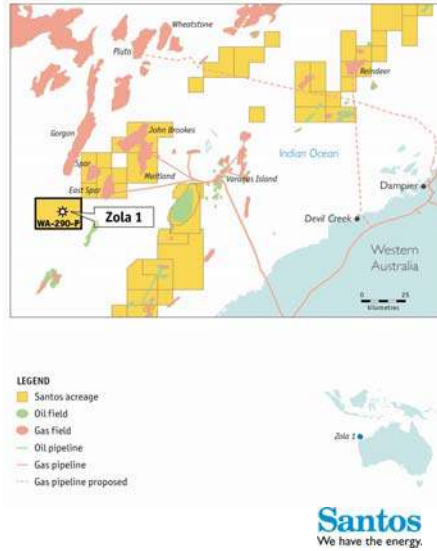 Wheatstone
Pluto
Reindeer
Gorgon
John Brookes
Indian Ocean
Spar
Maitland
Varanus Island
East Spar
Dampier
Zola 1
WA-290-P
Devil Creek
Western
Australia
0 25
kilometres
LEGEND
Santos acreage
Oil field
Gas field
Oil pipeline
Gas pipeline
Gas pipeline proposed
Zola 1
Santos
We have the energy.